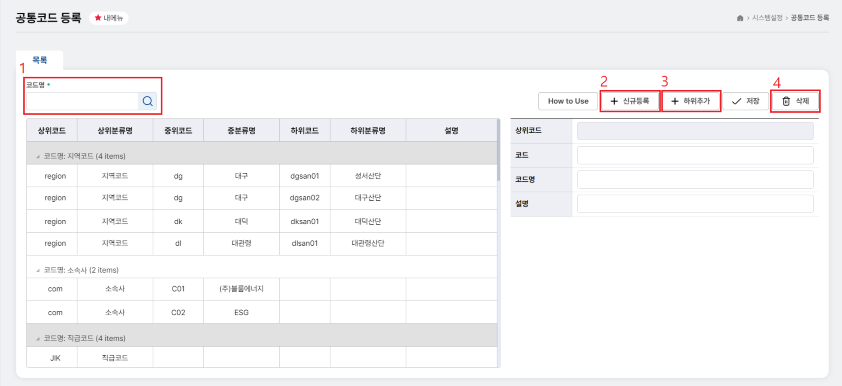 공통코드 등록 ★ 내메뉴
> 시스템설정 > 공통코드 등록
목록
1
코드명 *
2 3 4
How to Use + 신규등록 + 하위추가 저장 삭제
상위코드 상위분류명 중위코드 중분류명 하위코드 하위분류명 설명
코드명: 지역코드 (4 items)
region 지역코드 dg 대구 dgsan01 성서산단
region 지역코드 dg 대구 dgsan02 대구산단
region 지역코드 dk 대덕 dksan01 대덕산단
region 지역코드 dl 대관령 dlsan01 대관령산단
코드명: 소속사 (2 items)
com 소속사 C01 (주)블룸에너지
com 소속사 C02 ESG
코드명: 직급코드 (4 items)
JIK 직급코드
상위코드
코드
코드명
설명